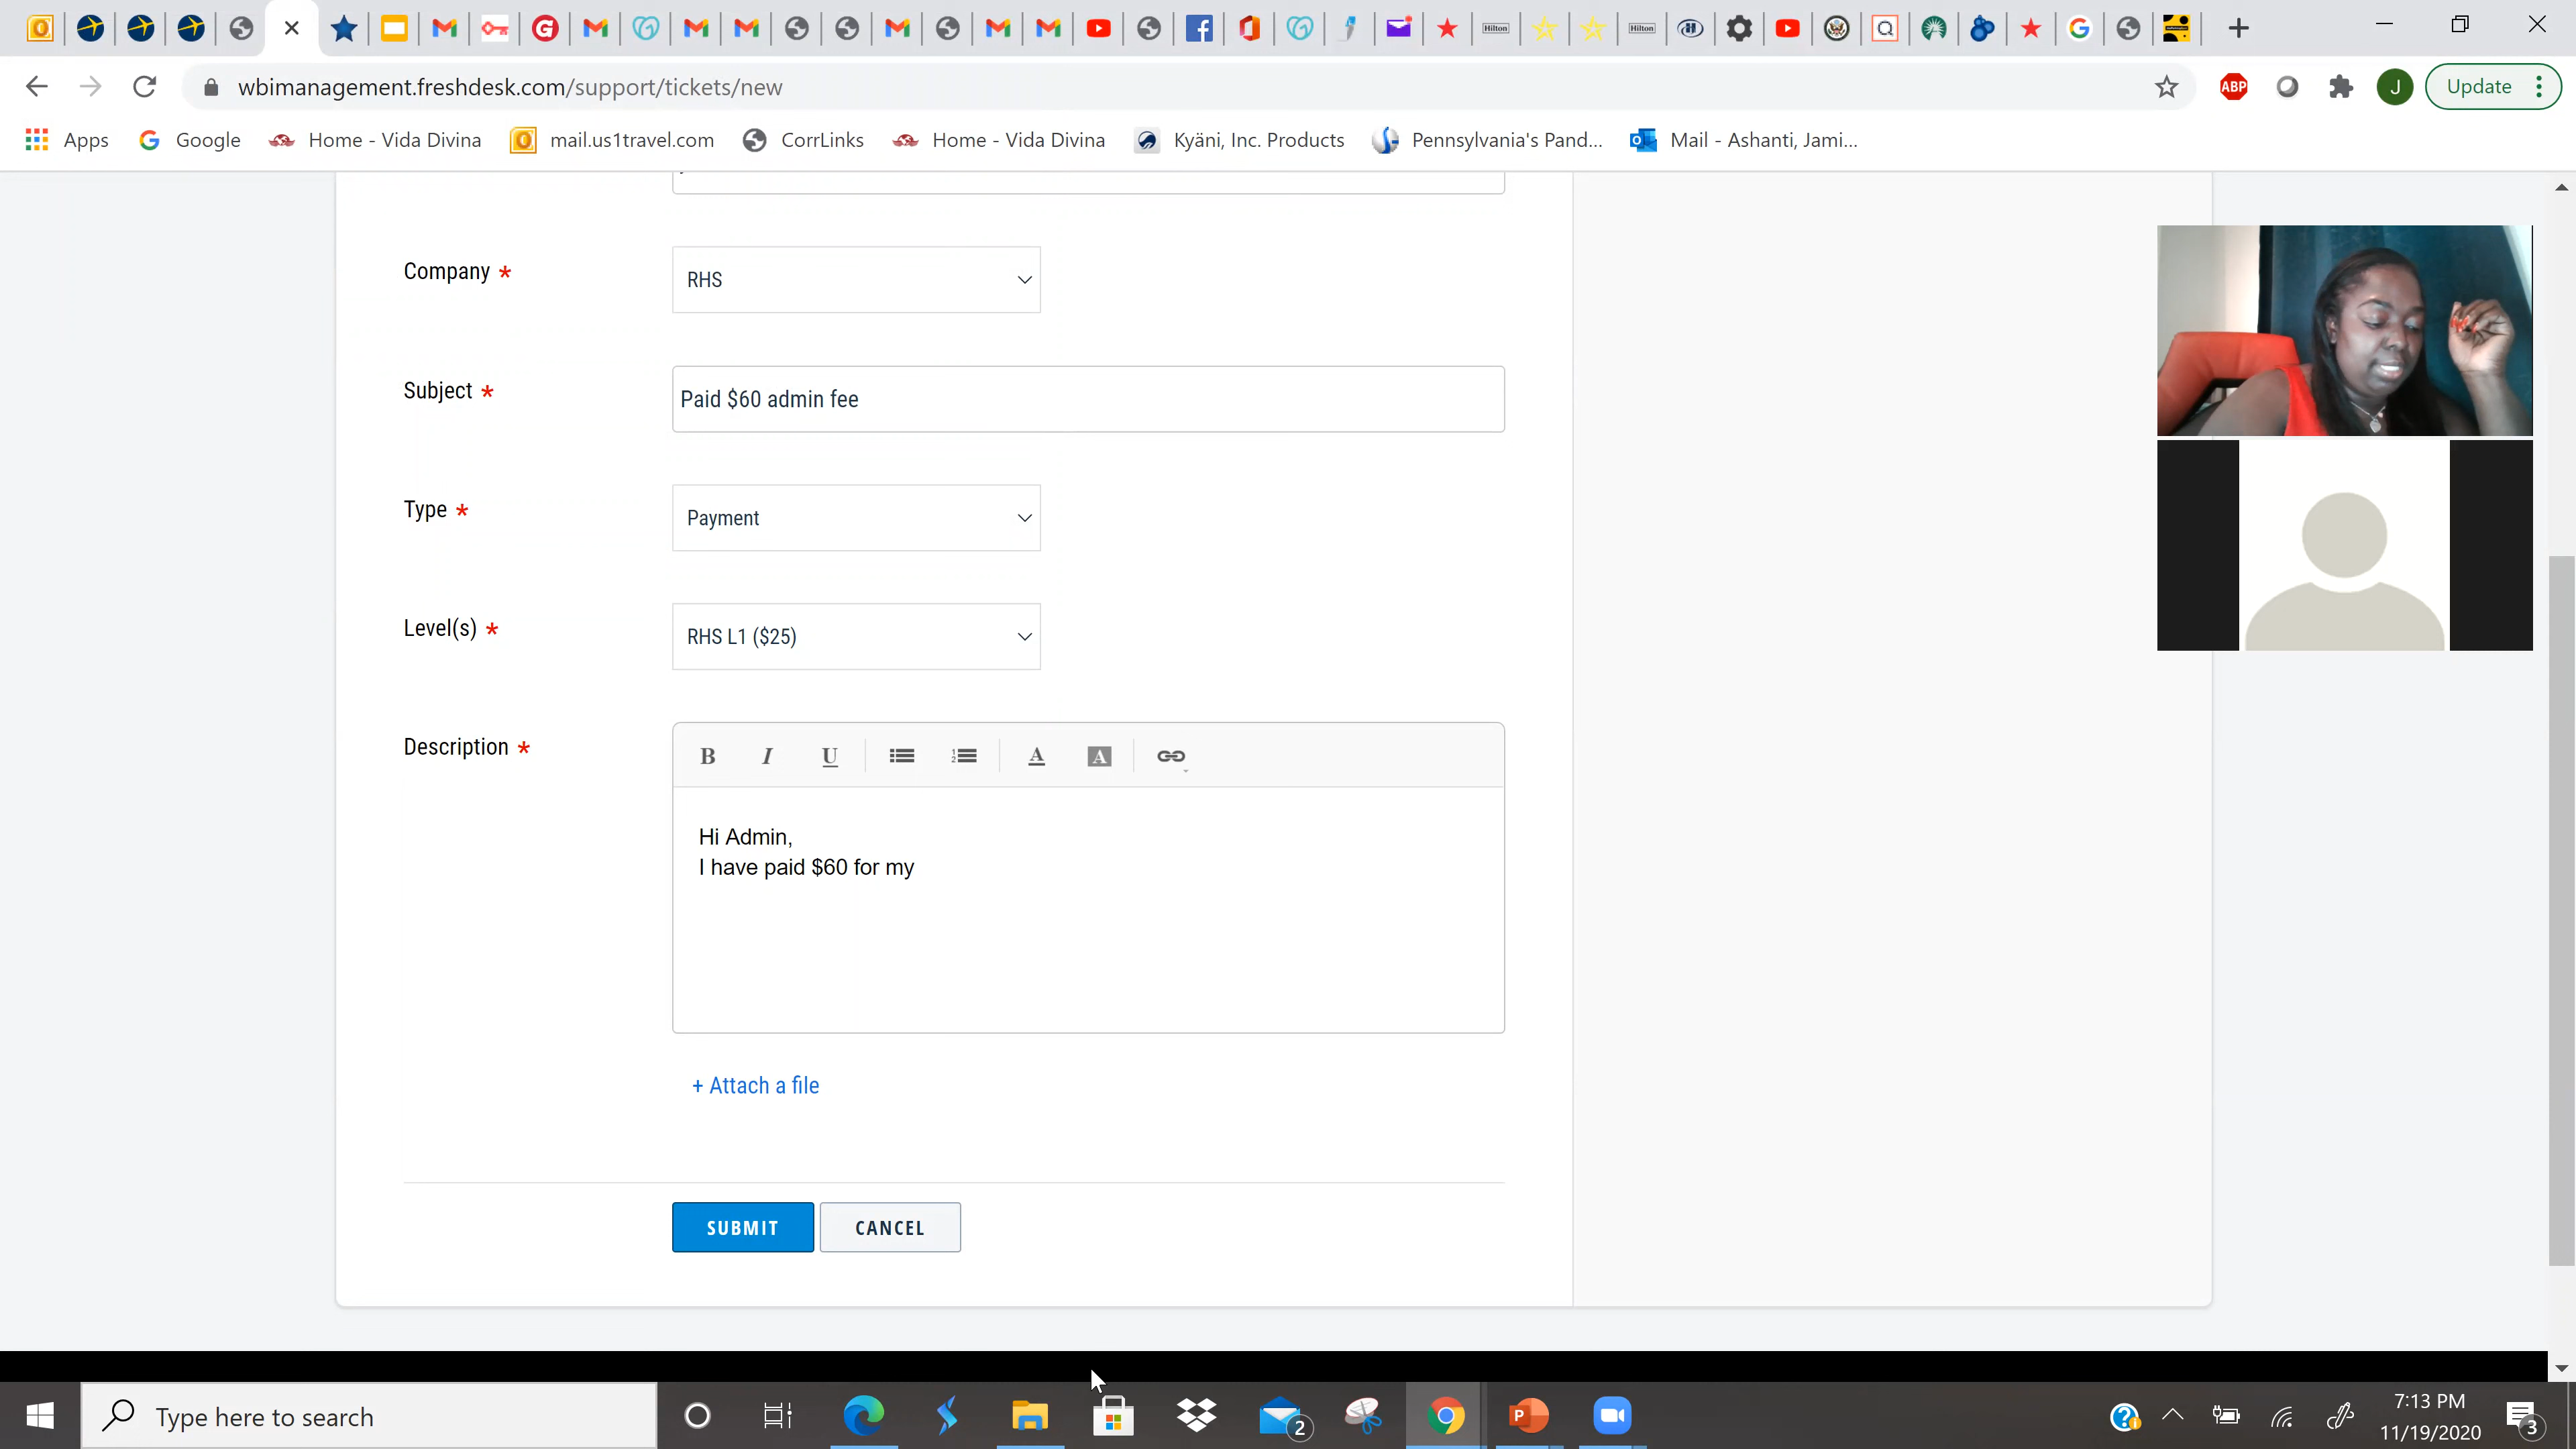 wbimanagement.freshdesk.com/support/tickets/new
ABP
J
Update
Apps
Google
Home - Vida Divina
mail.us1travel.com
CorrLinks
Home - Vida Divina
Kyäni, Inc. Products
Pennsylvania's Pand...
Mail - Ashanti, Jami...
Company *
RHS
Subject *
Paid $60 admin fee
Type *
Payment
Level(s) *
RHS L1 ($25)
Description *
B I U A A
Hi Admin,
I have paid $60 for my
+ Attach a file
SUBMIT
CANCEL
Type here to search
2
7:13 PM
11/19/2020
3